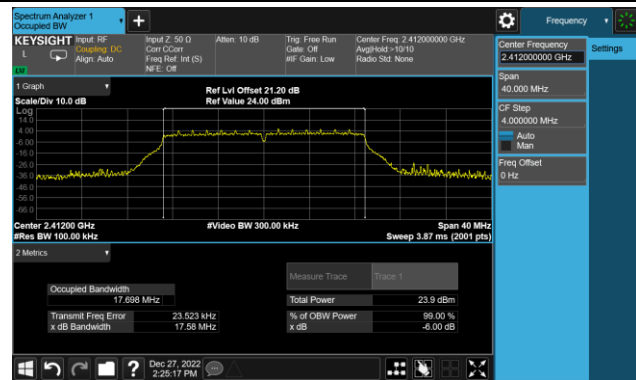 Spectrum Analyzer 1
Occupied BW
+
Frequency
KEYSIGHT
L
LW
Input: RF
Coupling: DC
Align: Auto
Input Z: 50 Ω
Corr CCorr
Freq Ref: Int (S)
NFE: Off
Atten: 10 dB
Trig: Free Run
Gate: Off
#IF Gain: Low
Center Freq: 2.412000000 GHz
Avg|Hold:>10/10
Radio Std: None
Center Frequency
2.412000000 GHz
Settings
Span
40.000 MHz
CF Step
4.000000 MHz
Auto
Man
Freq Offset
0 Hz
1 Graph
Scale/Div 10.0 dB
Ref Lvl Offset 21.20 dB
Ref Value 24.00 dBm
Log
14.0
4.00
-6.00
-16.0
-26.0
-36.0
-46.0
-56.0
-66.0
Center 2.41200 GHz
#Video BW 300.00 kHz
Span 40 MHz
#Res BW 100.00 kHz
Sweep 3.87 ms (2001 pts)
2 Metrics
Measure Trace
Trace 1
Occupied Bandwidth
17.698 MHz
Total Power
23.9 dBm
Transmit Freq Error
23.523 kHz
% of OBW Power
99.00 %
x dB Bandwidth
17.58 MHz
x dB
-6.00 dB
?
Dec 27, 2022
2:25:17 PM